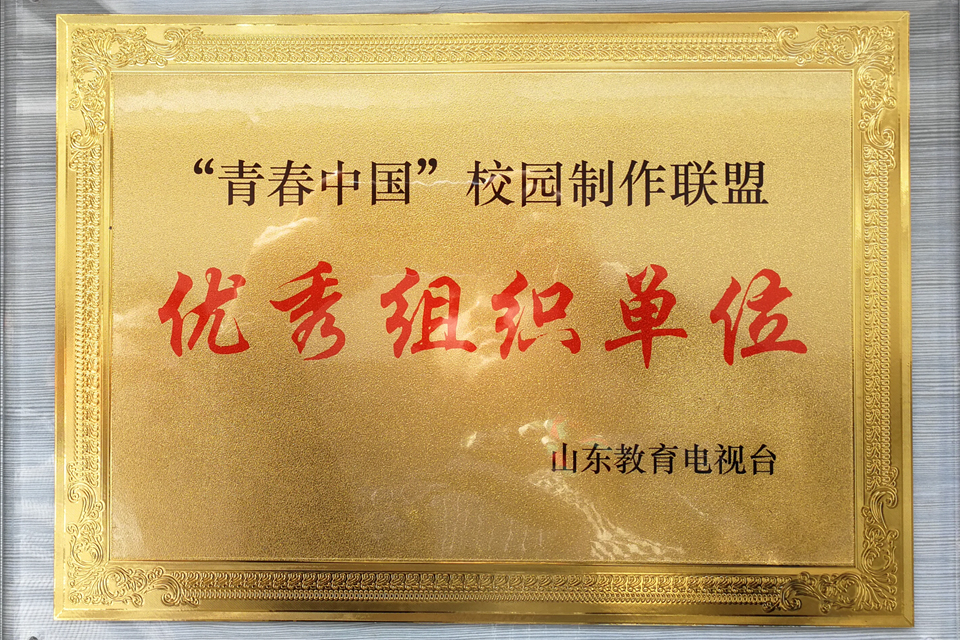 “青春中国”校园制作联盟
优秀组织单位
山东教育电视台